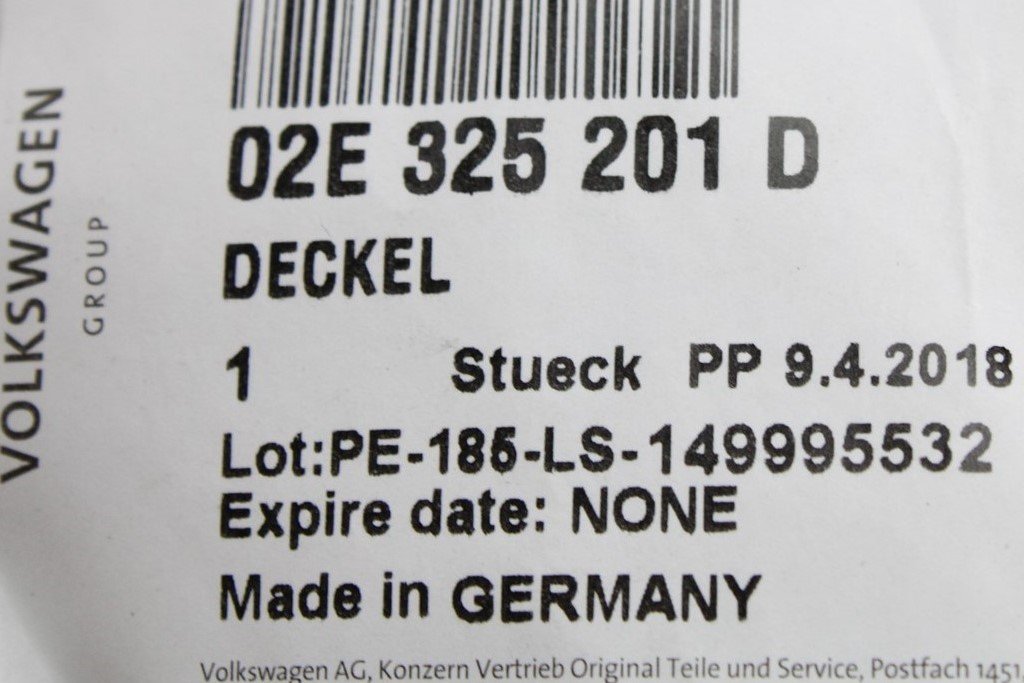 VOLKSWAGEN
GROUP
02E 325 201 D
DECKEL
1 Stueck PP 9.4.2018
Lot:PE-185-LS-149995532
Expire date: NONE
Made in GERMANY
Volkswagen AG, Konzern Vertrieb Original Teile und Service, Postfach 1451